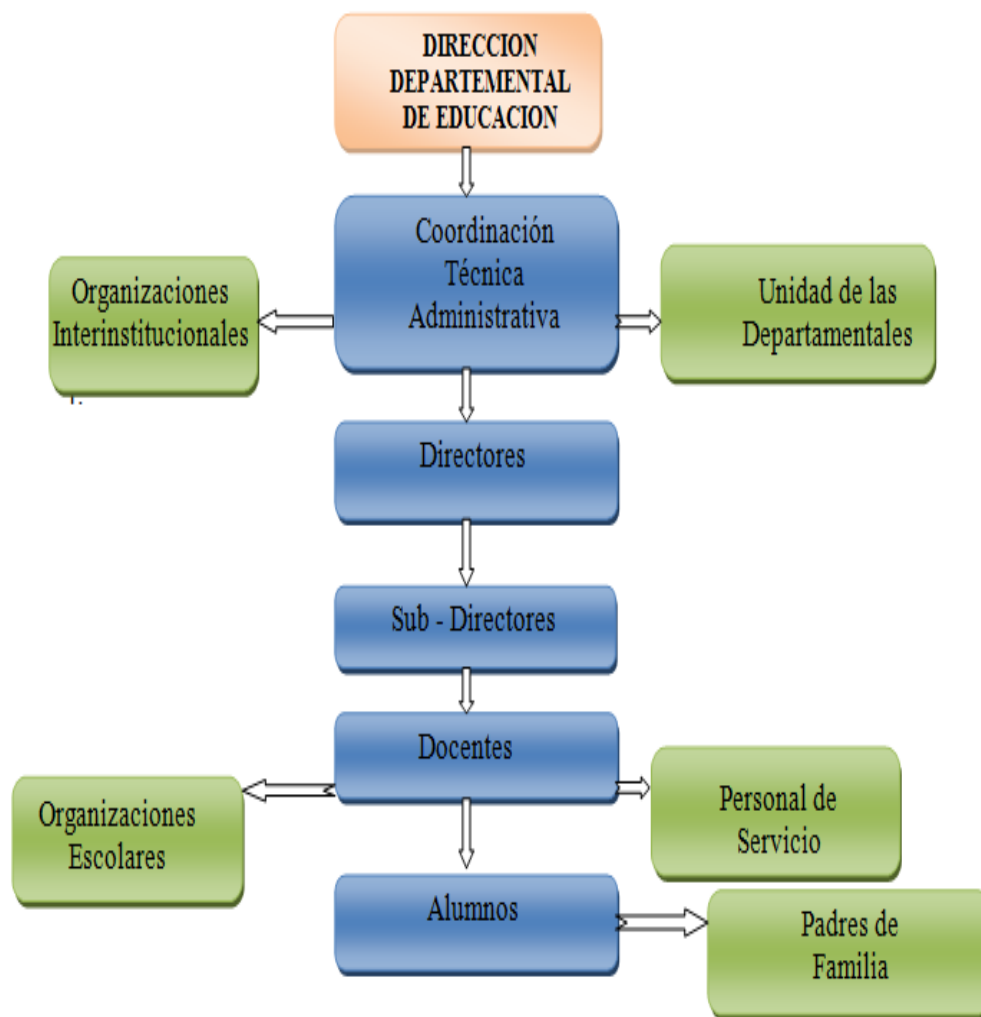 DIRECCION
DEPARTEMENTAL
DE EDUCACION
Coordinación
Técnica
Administrativa
Organizaciones
Interinstitucionales
Unidad de las
Departamentales
Directores
Sub - Directores
Docentes
Organizaciones
Escolares
Personal de
Servicio
Alumnos
Padres de
Familia